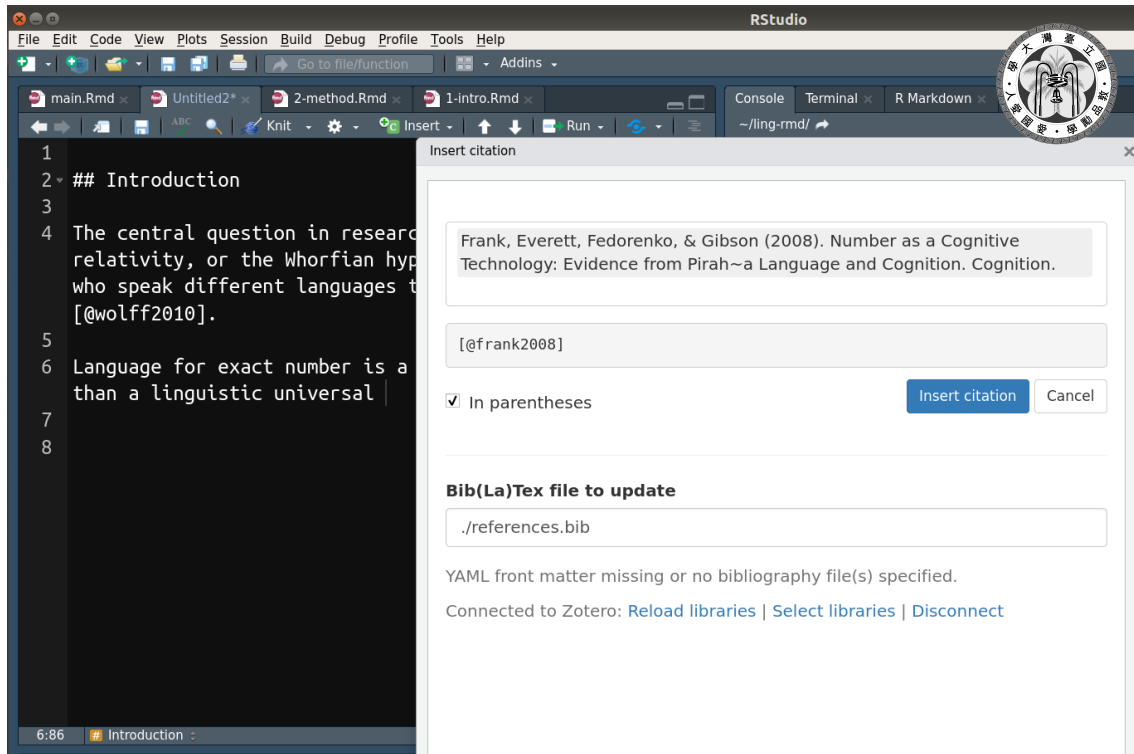 RStudio
File Edit Code View Plots Session Build Debug Profile Tools Help
Go to file/function
Addins
main.Rmd
Untitled2*
2-method.Rmd
1-intro.Rmd
Console
Terminal
R Markdown
ABC
Knit
Insert
Run
~/ling-rmd/
Insert citation
1
2 ## Introduction
3
4 The central question in researc
relativity, or the Whorfian hyp
who speak different languages t
[@wolff2010].
5
6 Language for exact number is a
than a linguistic universal
7
8
Frank, Everett, Fedorenko, & Gibson (2008). Number as a Cognitive
Technology: Evidence from Pirah~a Language and Cognition. Cognition.
[@frank2008]
In parentheses
Insert citation
Cancel
Bib(La)Tex file to update
./references.bib
YAML front matter missing or no bibliography file(s) specified.
Connected to Zotero: Reload libraries | Select libraries | Disconnect
6:86
# Introduction